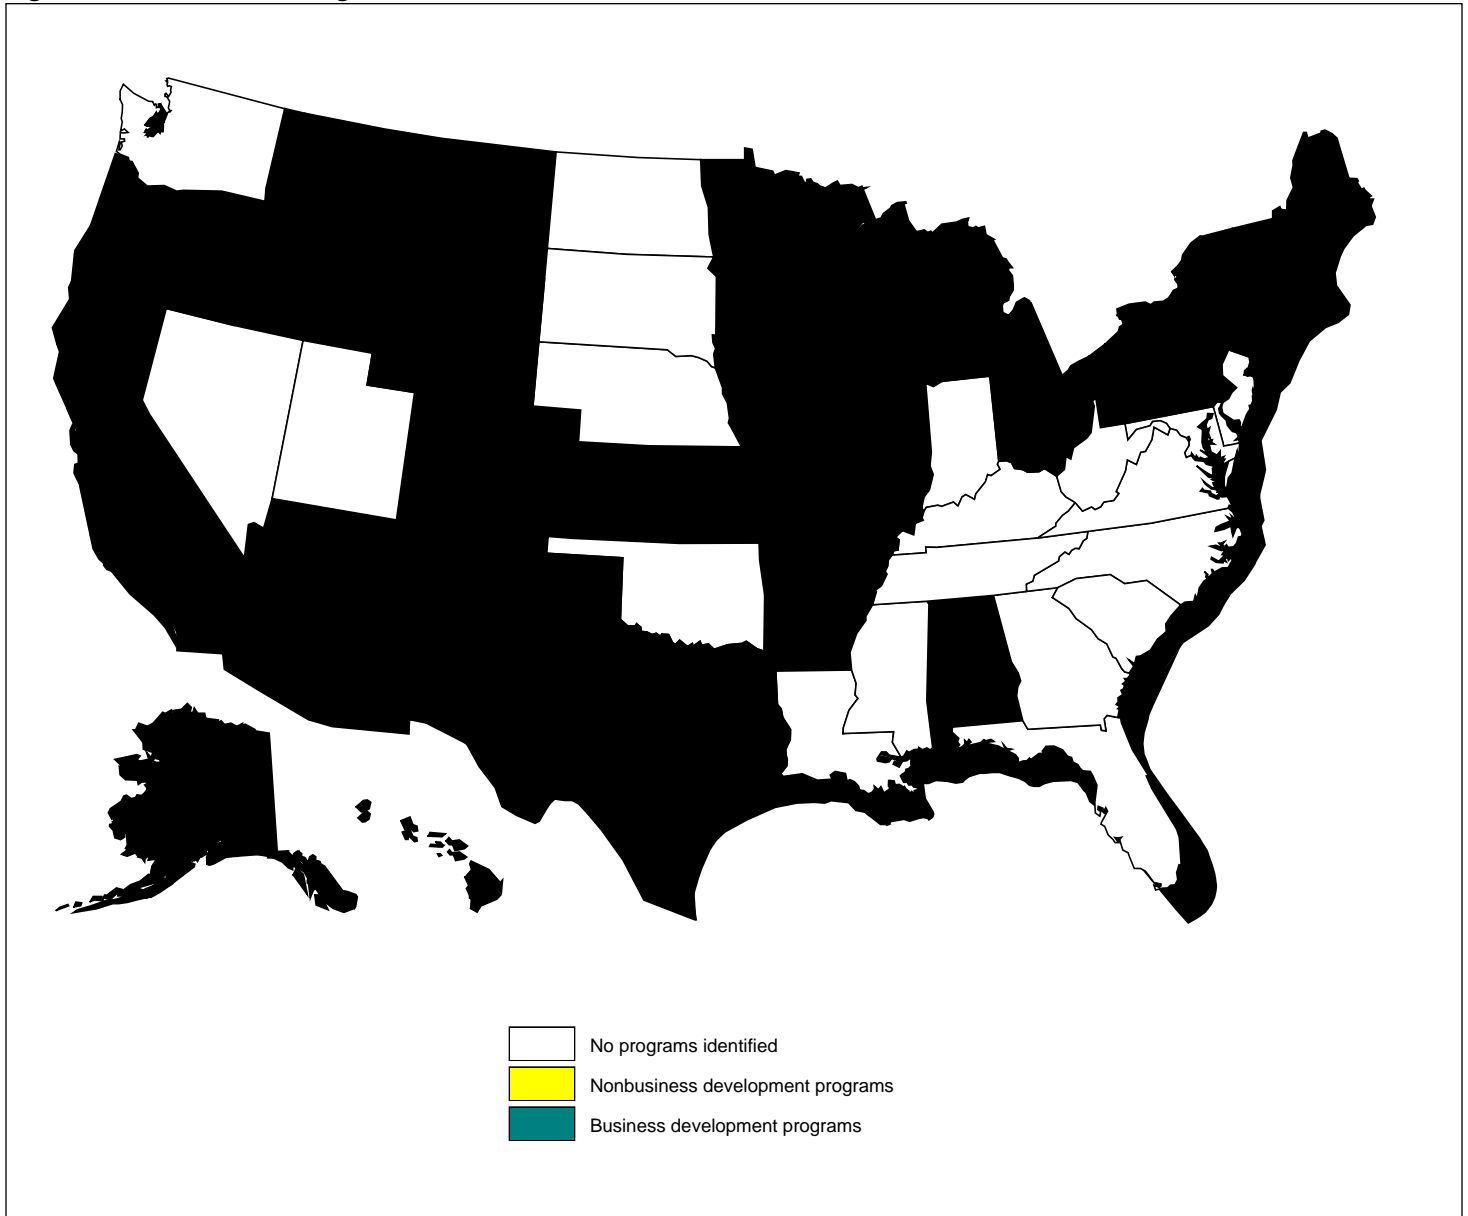 No programs identified
Nonbusiness development programs
Business development programs